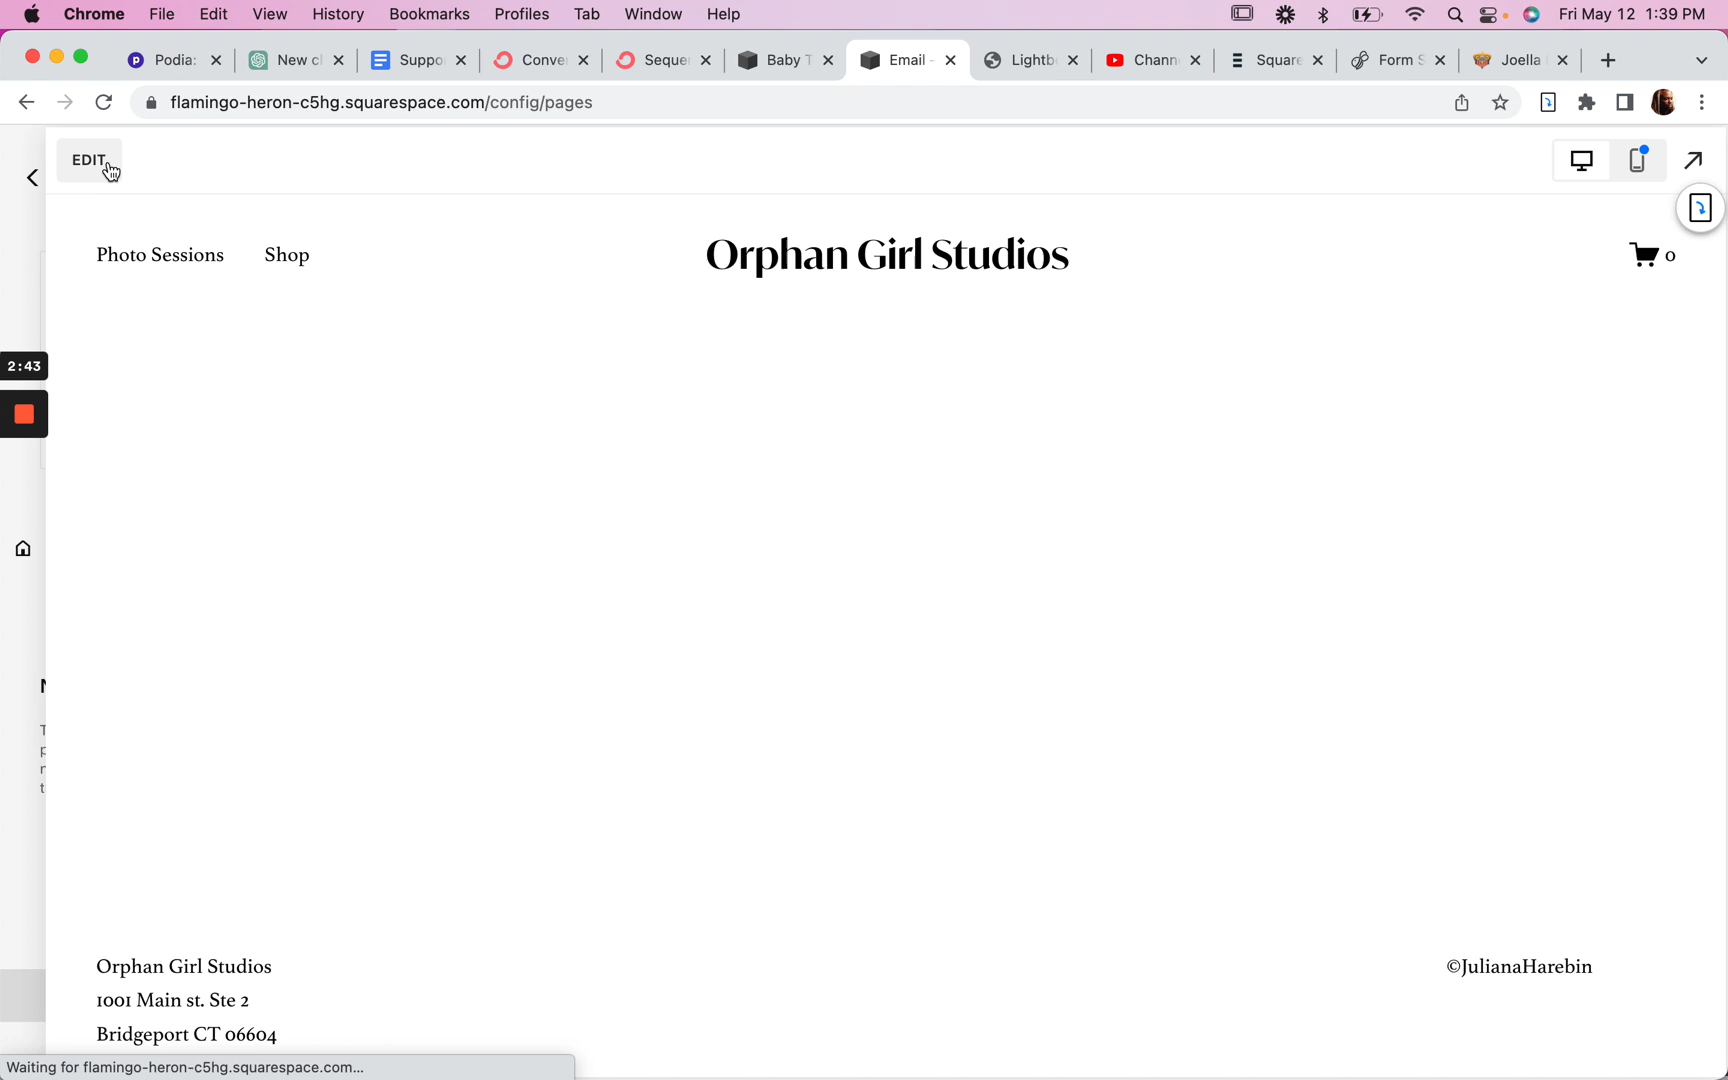 Chrome File Edit View History Bookmarks Profiles Tab Window Help Fri May 12 1:39 PM
Podia: New c Suppo Conve Seque Baby T Email - Lightb Chann Square Form S Joella
flamingo-heron-c5hg.squarespace.com/config/pages
EDIT
Photo Sessions Shop Orphan Girl Studios 0
2:43
Orphan Girl Studios ©JulianaHarebin
1001 Main st. Ste 2
Bridgeport CT 06604
Waiting for flamingo-heron-c5hg.squarespace.com...